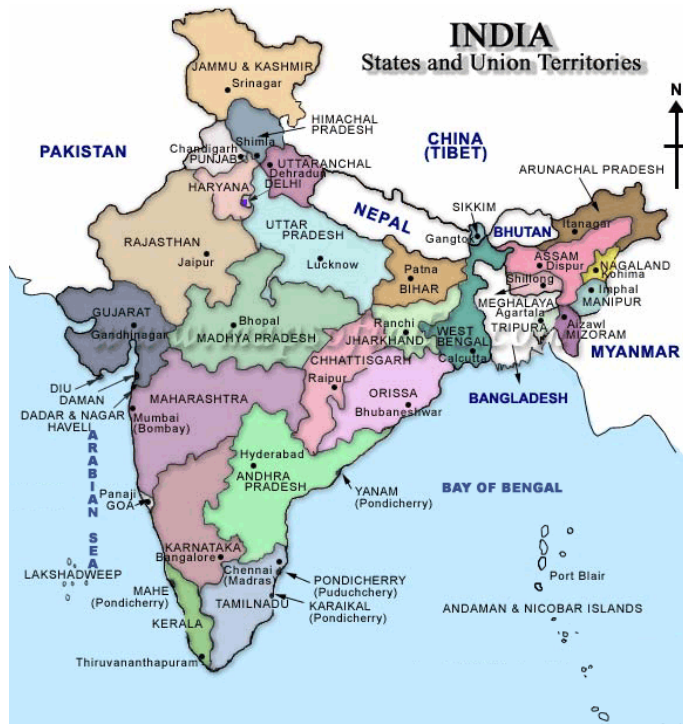 INDIA
States and Union Territories
N
JAMMU & KASHMIR
Srinagar
HIMACHAL
PRADESH
Shimla
Chandigarh
PUNJAB
PAKISTAN
CHINA
(TIBET)
UTTARANCHAL
Dehradun
HARYANA
DELHI
ARUNACHAL PRADESH
Itanagar
SIKKIM
Gangtok
NEPAL
BHUTAN
RAJASTHAN
Jaipur
UTTAR
PRADESH
Lucknow
ASSAM
Dispur
NAGALAND
Kohima
Shillong
MEGHALAYA
Imphal
MANIPUR
Patna
BIHAR
Agartala
TRIPURA
Aizawl
MIZORAM
GUJARAT
Gandhinagar
Bhopal
MADHYA PRADESH
Ranchi
JHARKHAND
WEST
BENGAL
Calcutta
MYANMAR
CHHATTISGARH
Raipur
BANGLADESH
DIU
DAMAN
DADAR & NAGAR
HAVELI
MAHARASHTRA
Mumbai
(Bombay)
ORISSA
Bhubaneshwar
ARABIAN SEA
Hyderabad
ANDHRA
PRADESH
YANAM
(Pondicherry)
BAY OF BENGAL
Panaji
GOA
KARNATAKA
Bangalore
LAKSHADWEEP
Chennai
(Madras)
PONDICHERRY
(Puduchchery)
MAHE
(Pondicherry)
TAMILNADU
KARAIKAL
(Pondicherry)
KERALA
Thiruvananthapuram
Port Blair
ANDAMAN & NICOBAR ISLANDS